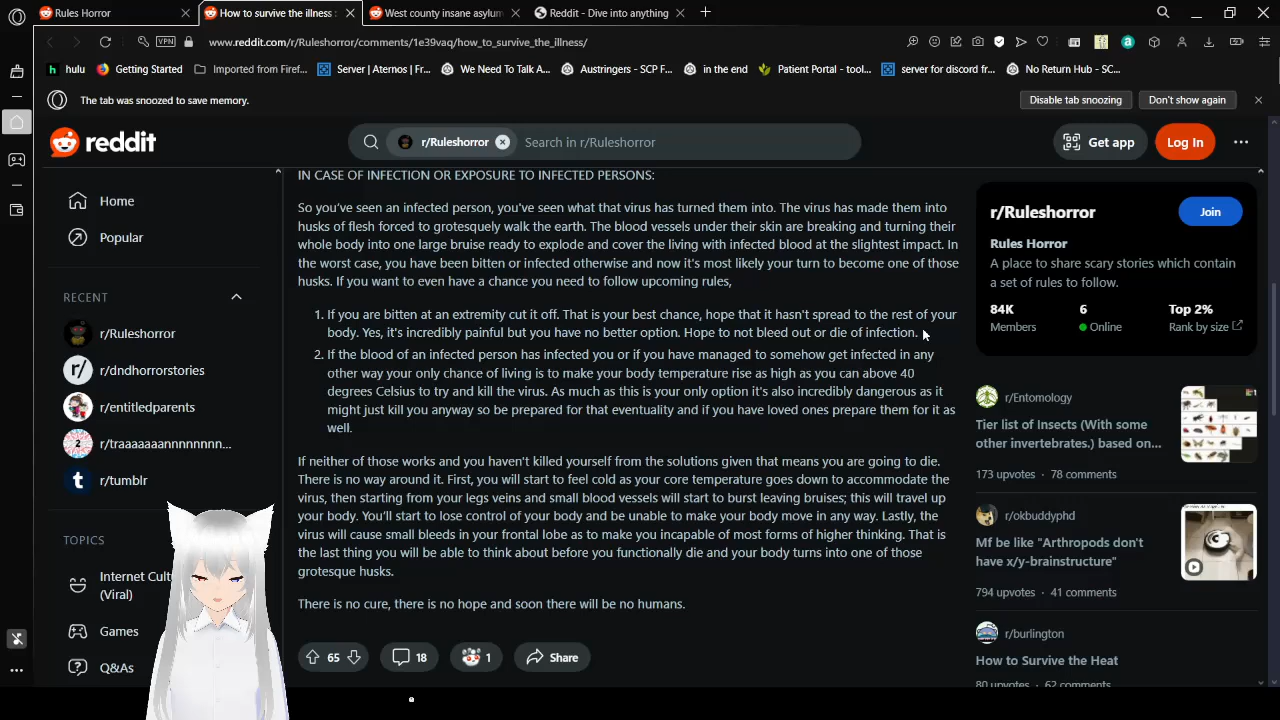 Rules Horror
How to survive the illness
West county insane asylum
Reddit - Dive into anything
VPN
www.reddit.com/r/Ruleshorror/comments/1e39vaq/how_to_survive_the_illness/
hulu
Getting Started
Imported from Firef...
Server | Aternos | Fr...
We Need To Talk A...
Austringers - SCP F...
in the end
Patient Portal - tool...
server for discord fr...
No Return Hub - SC...
The tab was snoozed to save memory.
Disable tab snoozing
Don't show again
reddit
r/Ruleshorror
Search in r/Ruleshorror
Get app
Log In
Home
Popular
RECENT
r/Ruleshorror
r/dndhorrorstories
r/entitledparents
r/traaaaaaannnnnnnn...
r/tumblr
TOPICS
Internet Cult
(Viral)
Games
Q&As
IN CASE OF INFECTION OR EXPOSURE TO INFECTED PERSONS:
So you've seen an infected person, you've seen what that virus has turned them into. The virus has made them into
husks of flesh forced to grotesquely walk the earth. The blood vessels under their skin are breaking and turning their
whole body into one large bruise ready to explode and cover the living with infected blood at the slightest impact. In
the worst case, you have been bitten or infected otherwise and now it's most likely your turn to become one of those
husks. If you want to even have a chance you need to follow upcoming rules,
1. If you are bitten at an extremity cut it off. That is your best chance, hope that it hasn't spread to the rest of your
body. Yes, it's incredibly painful but you have no better option. Hope to not bleed out or die of infection.
2. If the blood of an infected person has infected you or if you have managed to somehow get infected in any
other way your only chance of living is to make your body temperature rise as high as you can above 40
degrees Celsius to try and kill the virus. As much as this is your only option it's also incredibly dangerous as it
might just kill you anyway so be prepared for that eventuality and if you have loved ones prepare them for it as
well.
If neither of those works and you haven't killed yourself from the solutions given that means you are going to die.
There is no way around it. First, you will start to feel cold as your core temperature goes down to accommodate the
virus, then starting from your legs veins and small blood vessels will start to burst leaving bruises; this will travel up
your body. You'll start to lose control of your body and be unable to make your body move in any way. Lastly, the
virus will cause small bleeds in your frontal lobe as to make you incapable of most forms of higher thinking. That is
the last thing you will be able to think about before you functionally die and your body turns into one of those
grotesque husks.
There is no cure, there is no hope and soon there will be no humans.
65
18
1
Share
r/Ruleshorror
Join
Rules Horror
A place to share scary stories which contain
a set of rules to follow.
84K
6
Top 2%
Members
Online
Rank by size
r/Entomology
Tier list of Insects (With some
other invertebrates.) based on...
173 upvotes · 78 comments
r/okbuddyphd
Mf be like "Arthropods don't
have x/y-brainstructure"
794 upvotes · 41 comments
r/burlington
How to Survive the Heat
80 upvotes · 62 comments